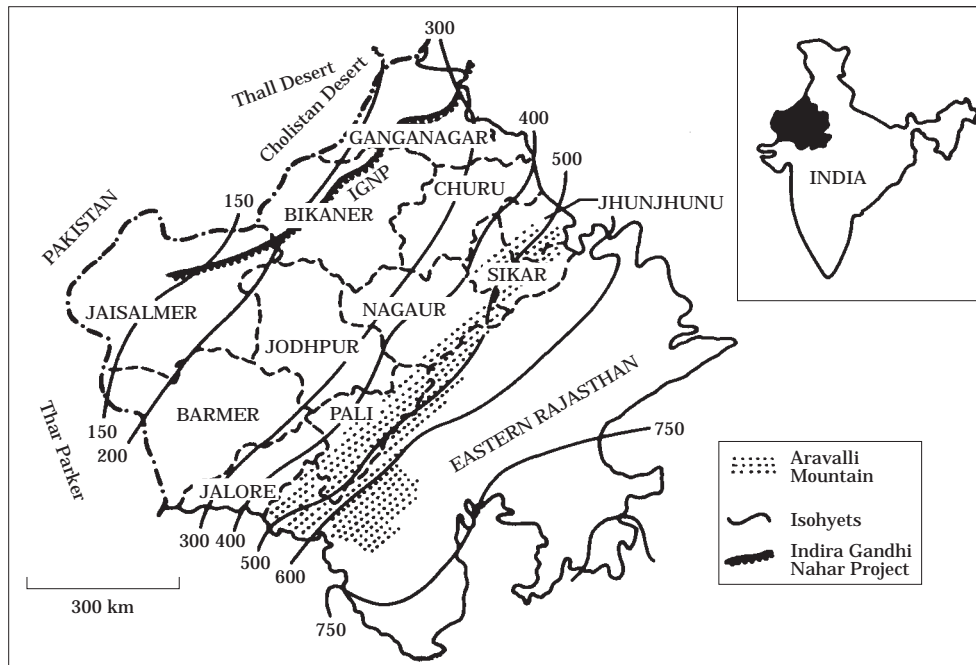 300
Thall Desert
Cholistan Desert
GANGANAGAR
400
IGNP
CHURU
500
150
BIKANER
JHUNJHUNU
PAKISTAN
SIKAR
JAISALMER
NAGAUR
JODHPUR
BARMER
PALI
EASTERN RAJASTHAN
750
150
200
Thar Parker
JALORE
300
400
500
600
750
300 km
INDIA
Aravalli
Mountain
Isohyets
Indira Gandhi
Nahar Project